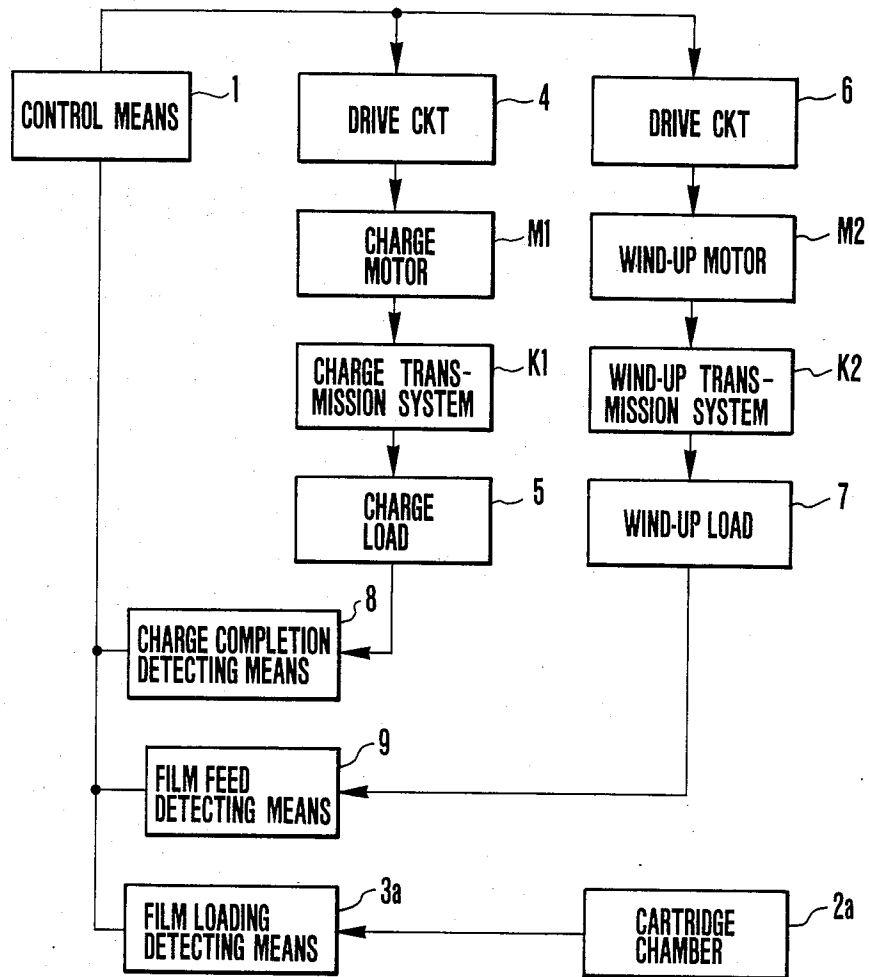 1
CONTROL MEANS
4
DRIVE CKT
6
DRIVE CKT
M1
CHARGE
MOTOR
M2
WIND-UP MOTOR
K1
CHARGE TRANS-
MISSION SYSTEM
K2
WIND-UP TRANS-
MISSION SYSTEM
5
CHARGE
LOAD
7
WIND-UP LOAD
8
CHARGE COMPLETION
DETECTING MEANS
9
FILM FEED
DETECTING MEANS
3a
FILM LOADING
DETECTING MEANS
2a
CARTRIDGE
CHAMBER